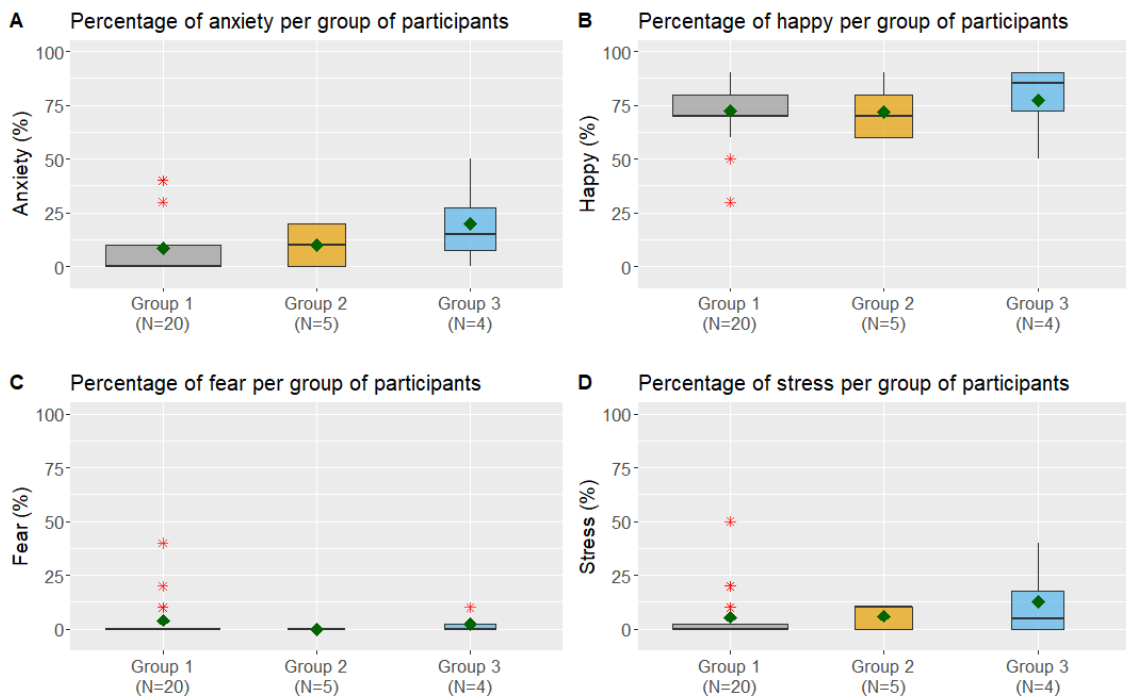 A Percentage of anxiety per group of participants
100
75
50
25
0
Anxiety (%)
Group 1
(N=20)
Group 2
(N=5)
Group 3
(N=4)
B Percentage of happy per group of participants
100
75
50
25
0
Happy (%)
Group 1
(N=20)
Group 2
(N=5)
Group 3
(N=4)
C Percentage of fear per group of participants
100
75
50
25
0
Fear (%)
Group 1
(N=20)
Group 2
(N=5)
Group 3
(N=4)
D Percentage of stress per group of participants
100
75
50
25
0
Stress (%)
Group 1
(N=20)
Group 2
(N=5)
Group 3
(N=4)